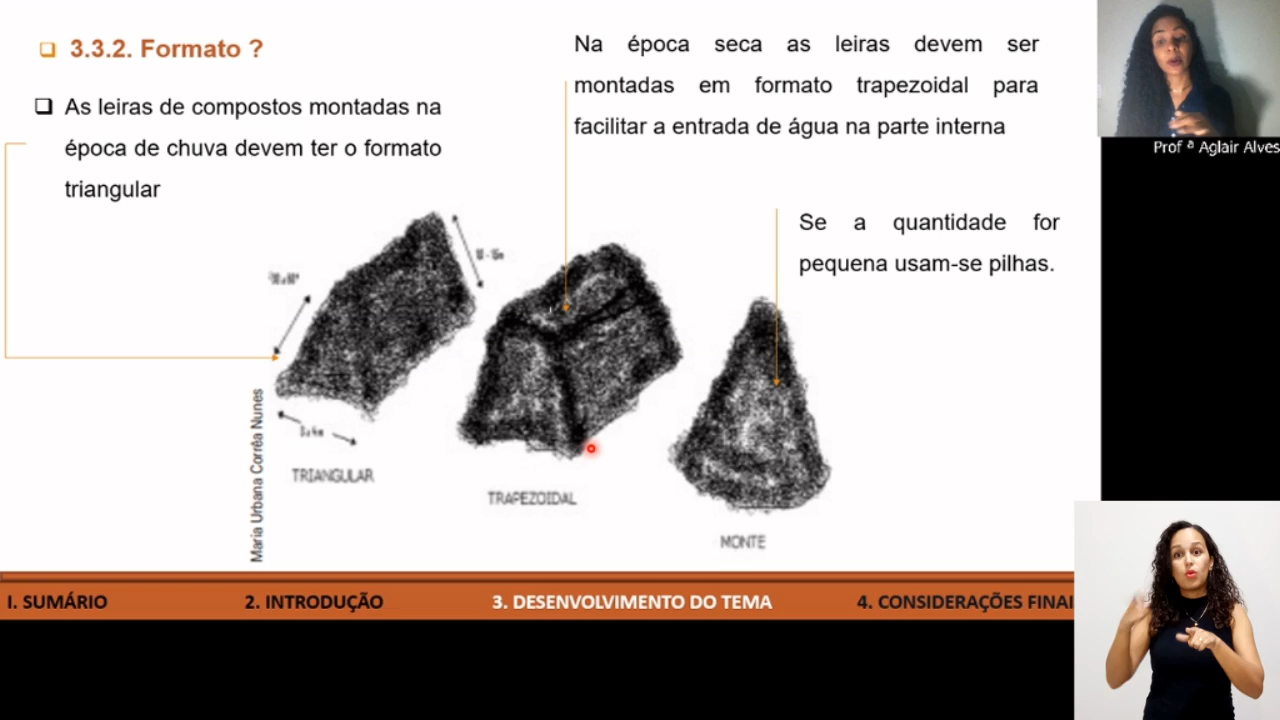 3.3.2. Formato ?
As leiras de compostos montadas na
época de chuva devem ter o formato
triangular
Na época seca as leiras devem ser
montadas em formato trapezoidal para
facilitar a entrada de água na parte interna
Se a quantidade for
pequena usam-se pilhas.
Prof ª Aglair Alves
TRIANGULAR
TRAPEZOIDAL
MONTE
Maria Urbana Corrêa Nunes
I. SUMÁRIO
2. INTRODUÇÃO
3. DESENVOLVIMENTO DO TEMA
4. CONSIDERAÇÕES FINAI